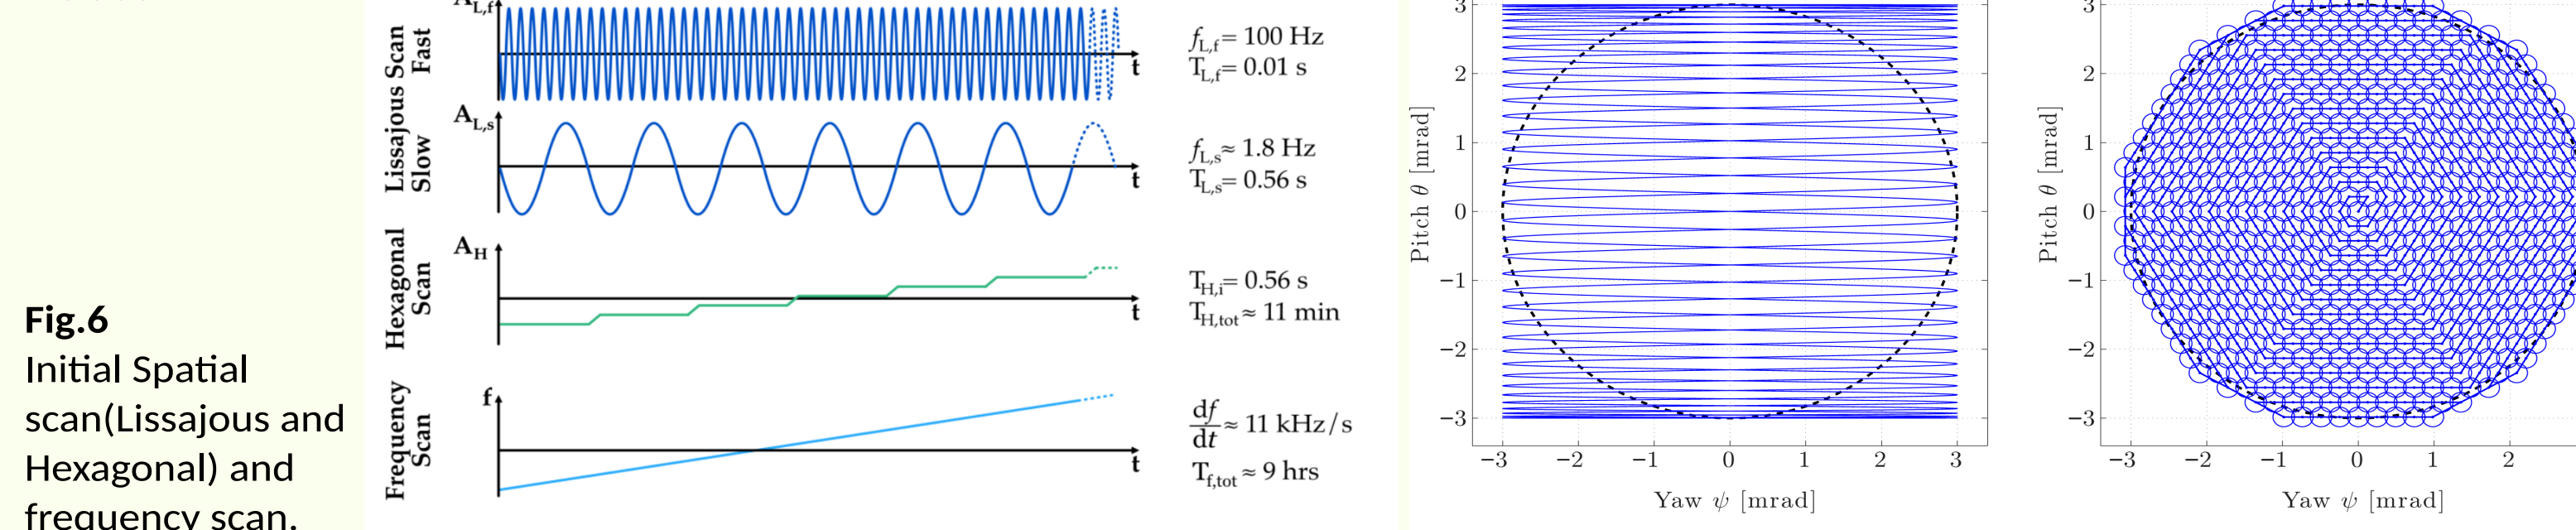 Fig.6
Initial Spatial
scan(Lissajous and
Hexagonal) and
frequency scan.
Lissajous Scan
Fast
A_L,f
t
f_L,f = 100 Hz
T_L,f = 0.01 s
Lissajous Scan
Slow
A_L,s
t
f_L,s ≈ 1.8 Hz
T_L,s = 0.56 s
Hexagonal
Scan
A_H
t
T_H,i = 0.56 s
T_H,tot ≈ 11 min
Frequency
Scan
f
t
df/dt ≈ 11 kHz/s
T_f,tot ≈ 9 hrs
Pitch θ [mrad]
3
2
1
0
−1
−2
−3
−3 −2 −1 0 1 2 3
Yaw ψ [mrad]
Pitch θ [mrad]
3
2
1
0
−1
−2
−3
−3 −2 −1 0 1 2
Yaw ψ [mrad]